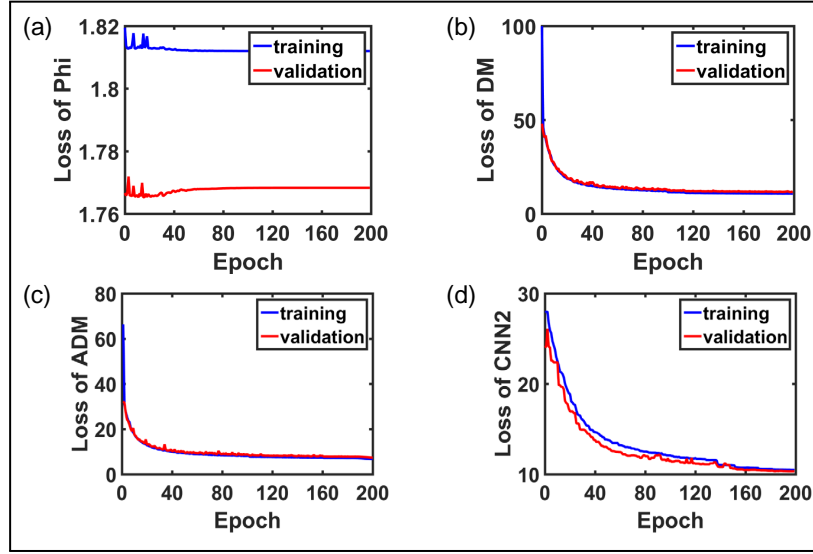 (a)
1.82
1.8
1.78
1.76
Loss of Phi
training
validation
0 40 80 120 160 200
Epoch
(b)
100
50
0
Loss of DM
training
validation
0 40 80 120 160 200
Epoch
(c)
80
60
40
20
0
Loss of ADM
training
validation
0 40 80 120 160 200
Epoch
(d)
30
20
10
Loss of CNN2
training
validation
0 40 80 120 160 200
Epoch